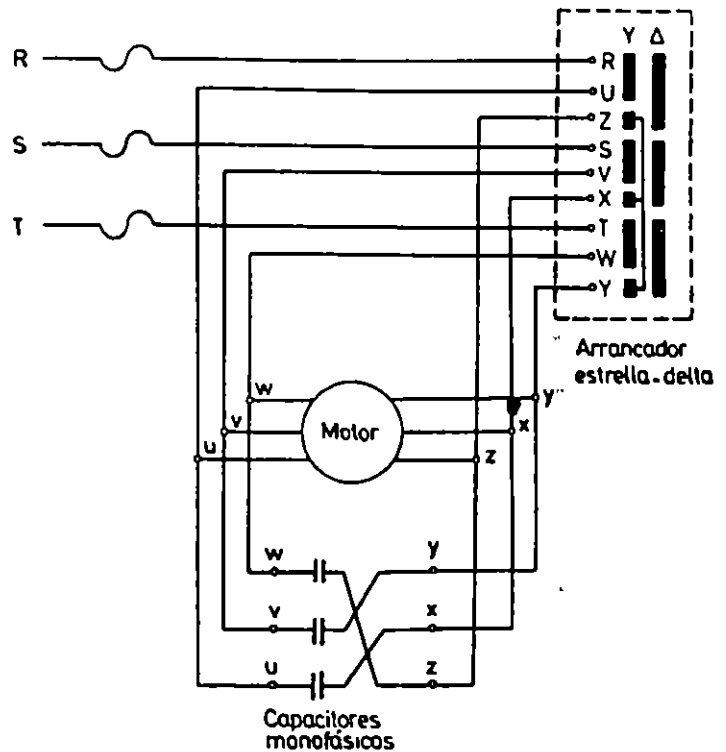 Y Δ
R
R
U
Z
S
S
V
X
T
T
W
Y
Arrancador
estrella-delta
w
y
v
Motor
x
u
z
w
y
v
x
u
z
Capacitores
monofásicos